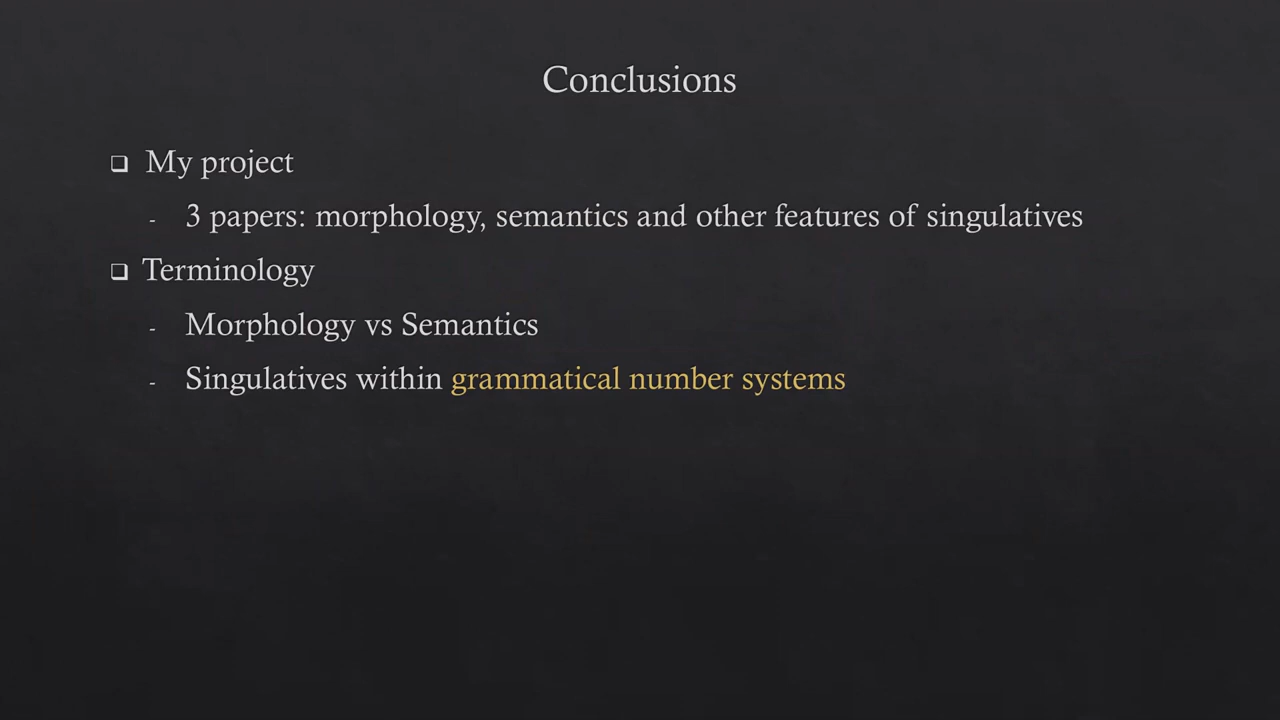 Conclusions
❑ My project
- 3 papers: morphology, semantics and other features of singulatives
❑ Terminology
- Morphology vs Semantics
- Singulatives within grammatical number systems